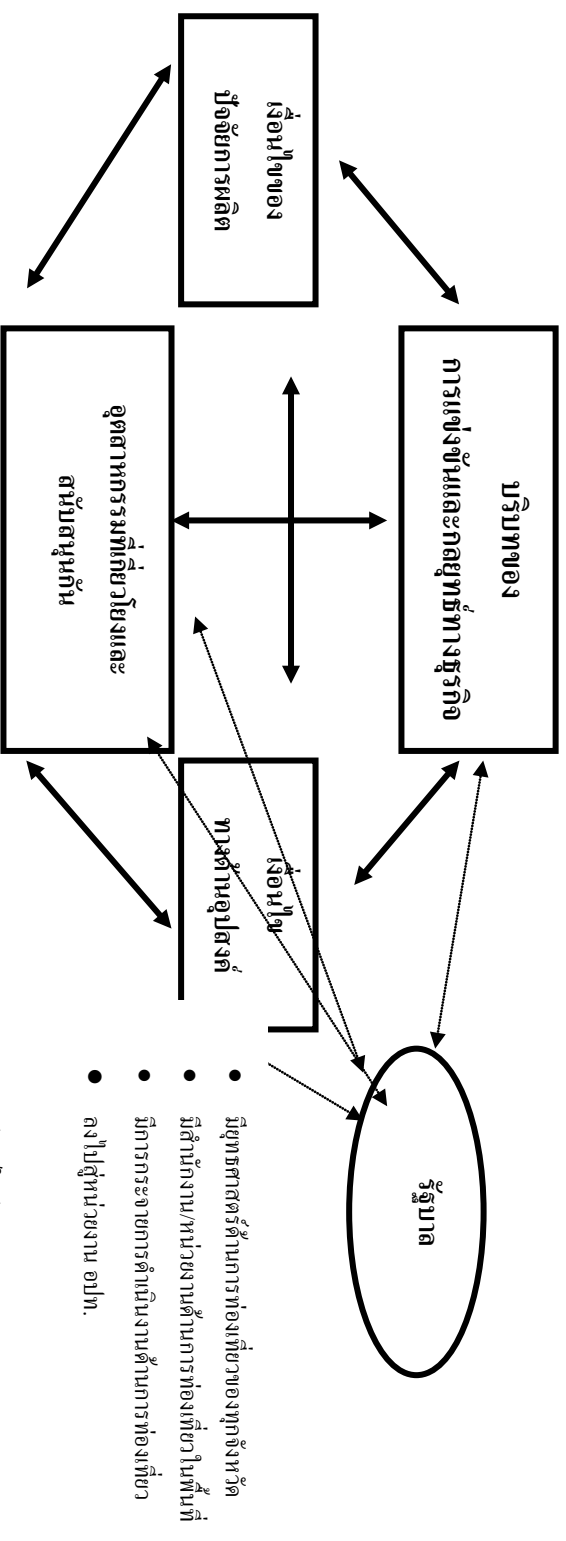 บริบทของ
การแข่งขันและกลยุทธ์ทางธุรกิจ
เงื่อนไขของ
ปัจจัยการผลิต
เงื่อนไข
ทางด้านอุปสงค์
อุตสาหกรรมที่เกี่ยวโยงและ
สนับสนุนกัน
รัฐบาล
• มียุทธศาสตร์ด้านการท่องเที่ยวของทุกจังหวัด
• มีสำนักงาน/หน่วยงานด้านการท่องเที่ยวในพื้นที่
• มีการกระจายการดำเนินงานด้านการท่องเที่ยว
• ลงไปสู่หน่วยงาน อปท.